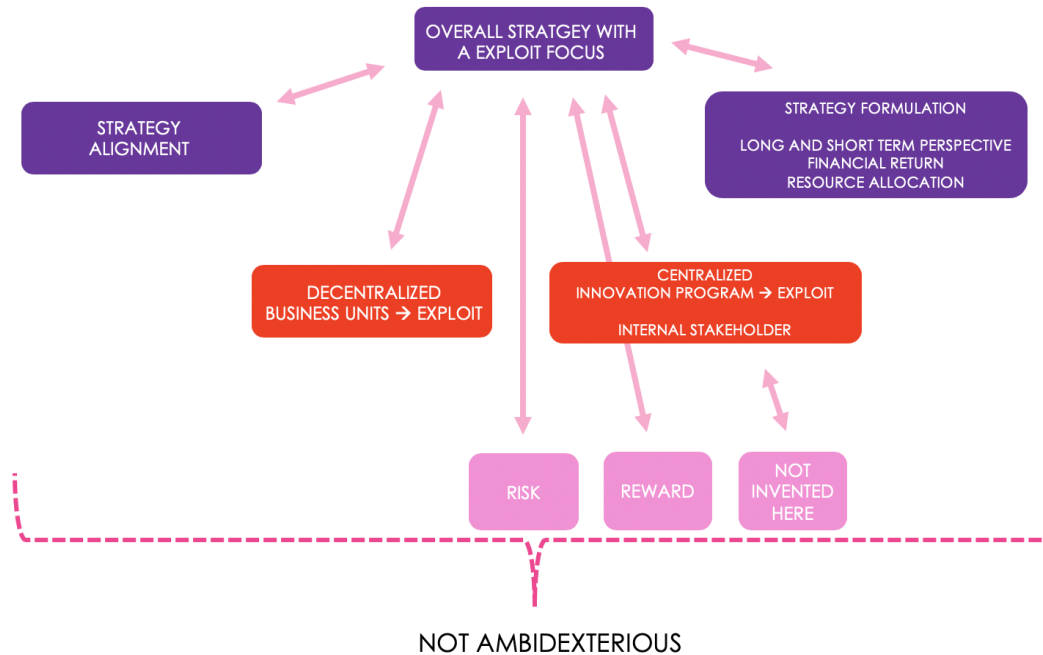 OVERALL STRATGEY WITH
A EXPLOIT FOCUS
STRATEGY
ALIGNMENT
STRATEGY FORMULATION
LONG AND SHORT TERM PERSPECTIVE
FINANCIAL RETURN
RESOURCE ALLOCATION
DECENTRALIZED
BUSINESS UNITS → EXPLOIT
CENTRALIZED
INNOVATION PROGRAM → EXPLOIT
INTERNAL STAKEHOLDER
RISK
REWARD
NOT
INVENTED
HERE
NOT AMBIDEXTERIOUS